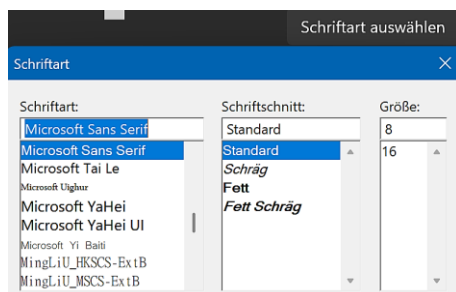 Schriftart auswählen
Schriftart
Schriftart:
Schriftschnitt:
Größe:
Microsoft Sans Serif
Standard
8
Microsoft Sans Serif
Standard
16
Microsoft Tai Le
Schräg
Microsoft Uighur
Fett
Microsoft YaHei
Fett Schräg
Microsoft YaHei UI
Microsoft Yi Baiti
MingLiU_HKSCS-ExtB
MingLiU_MSCS-ExtB